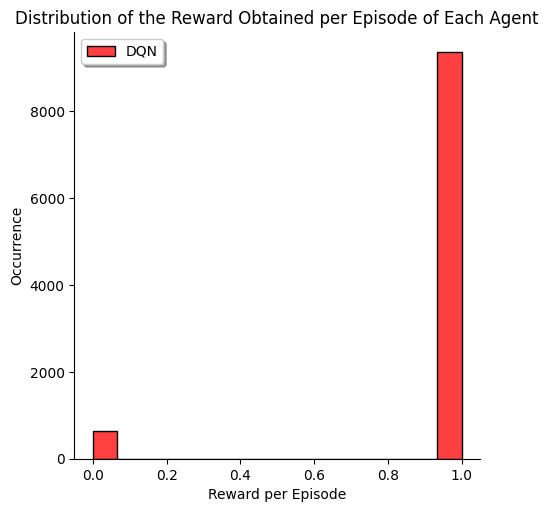 Distribution of the Reward Obtained per Episode of Each Agent
DQN
8000
6000
4000
2000
0
Occurrence
0.0 0.2 0.4 0.6 0.8 1.0
Reward per Episode